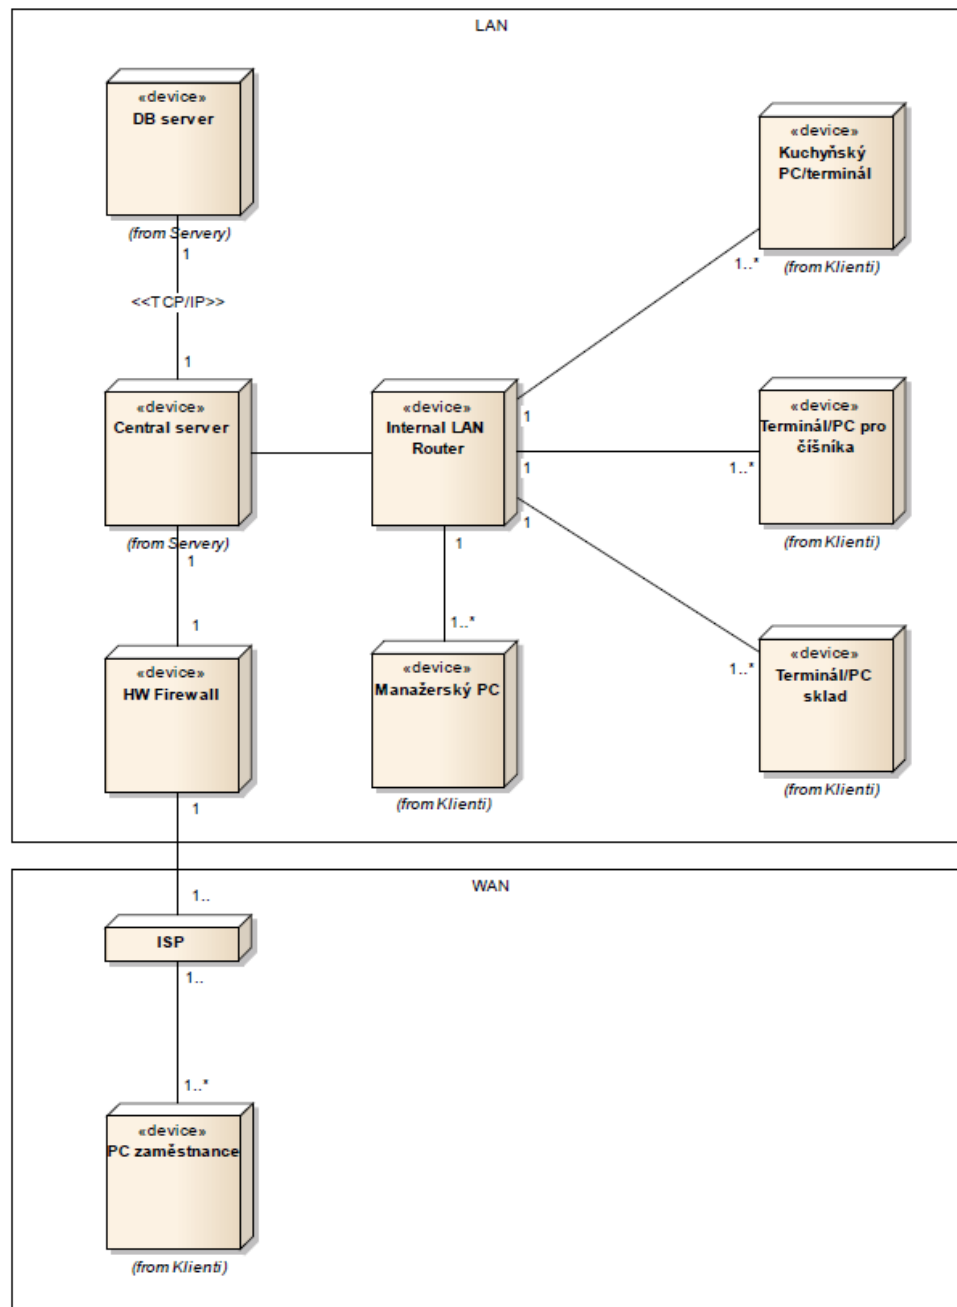 LAN
«device»
DB server
(from Servery)
1
<<TCP/IP>>
1
«device»
Central server
(from Servery)
1
1
«device»
HW Firewall
1
«device»
Internal LAN
Router
1
1
1
1
1..*
«device»
Manažerský PC
(from Klienti)
«device»
Kuchyňský
PC/terminál
1..*
(from Klienti)
«device»
Terminál/PC pro
číšníka
1..*
(from Klienti)
«device»
Terminál/PC
sklad
1..*
(from Klienti)
WAN
1..
ISP
1..
1..*
«device»
PC zaměstnance
(from Klienti)